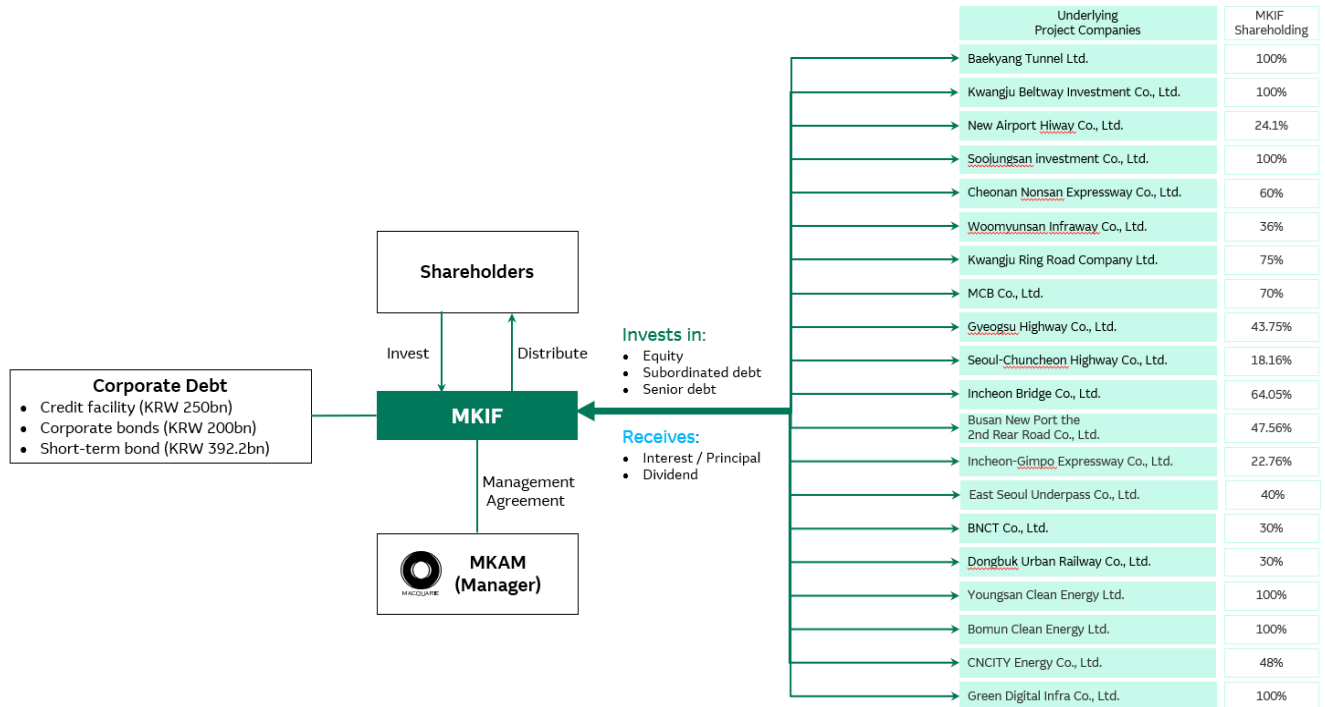 Underlying
Project Companies
MKIF
Shareholding
Baekyang Tunnel Ltd.
100%
Kwangju Beltway Investment Co., Ltd.
100%
New Airport Hiway Co., Ltd.
24.1%
Soojungsan investment Co., Ltd.
100%
Cheonan Nonsan Expressway Co., Ltd.
60%
Woomyunsan Infraway Co., Ltd.
36%
Kwangju Ring Road Company Ltd.
75%
MCB Co., Ltd.
70%
Gyeogsu Highway Co., Ltd.
43.75%
Seoul-Chuncheon Highway Co., Ltd.
18.16%
Incheon Bridge Co., Ltd.
64.05%
Busan New Port the
2nd Rear Road Co., Ltd.
47.56%
Incheon-Gimpo Expressway Co., Ltd.
22.76%
East Seoul Underpass Co., Ltd.
40%
BNCT Co., Ltd.
30%
Dongbuk Urban Railway Co., Ltd.
30%
Youngsan Clean Energy Ltd.
100%
Bomun Clean Energy Ltd.
100%
CNCITY Energy Co., Ltd.
48%
Green Digital Infra Co., Ltd.
100%
Shareholders
Invest
Distribute
Corporate Debt
• Credit facility (KRW 250bn)
• Corporate bonds (KRW 200bn)
• Short-term bond (KRW 392.2bn)
MKIF
Invests in:
• Equity
• Subordinated debt
• Senior debt
Receives:
• Interest / Principal
• Dividend
Management
Agreement
MACQUARIE
MKAM
(Manager)